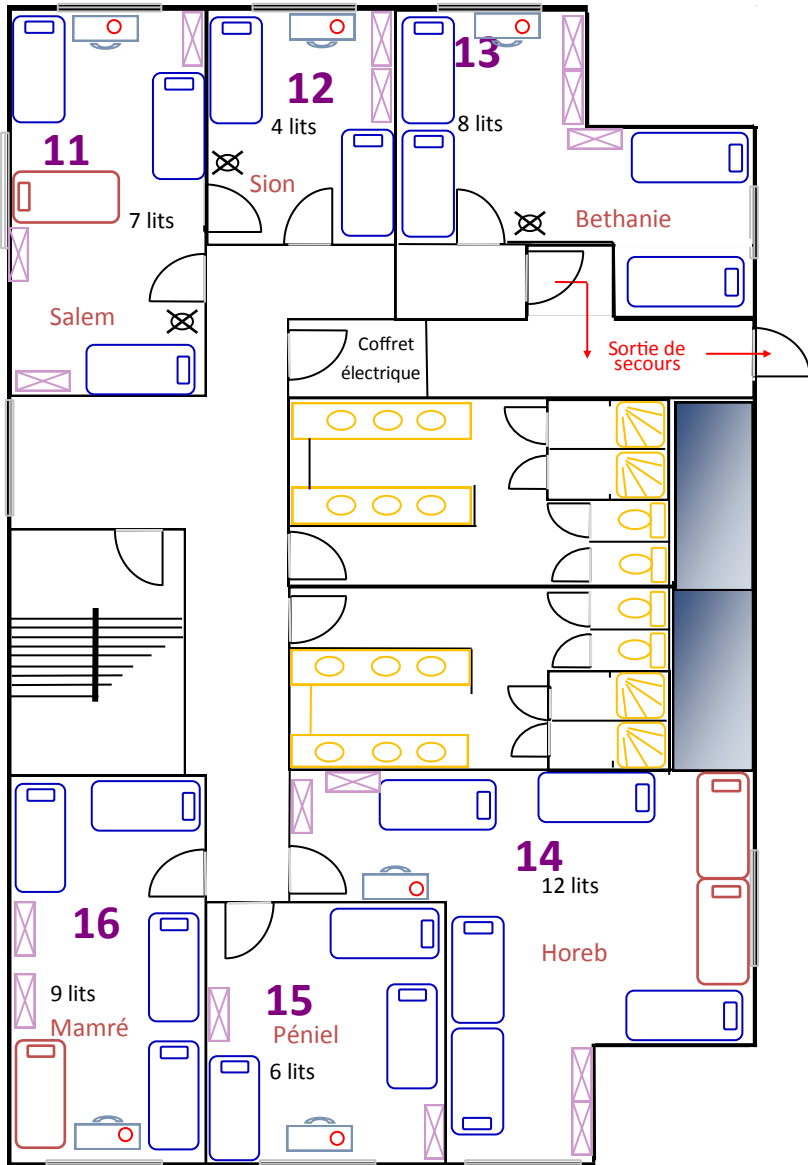 11
7 lits
Salem
12
4 lits
Sion
13
8 lits
Bethanie
Coffret
électrique
Sortie de
secours
14
12 lits
Horeb
15
Péniel
6 lits
16
9 lits
Mamré